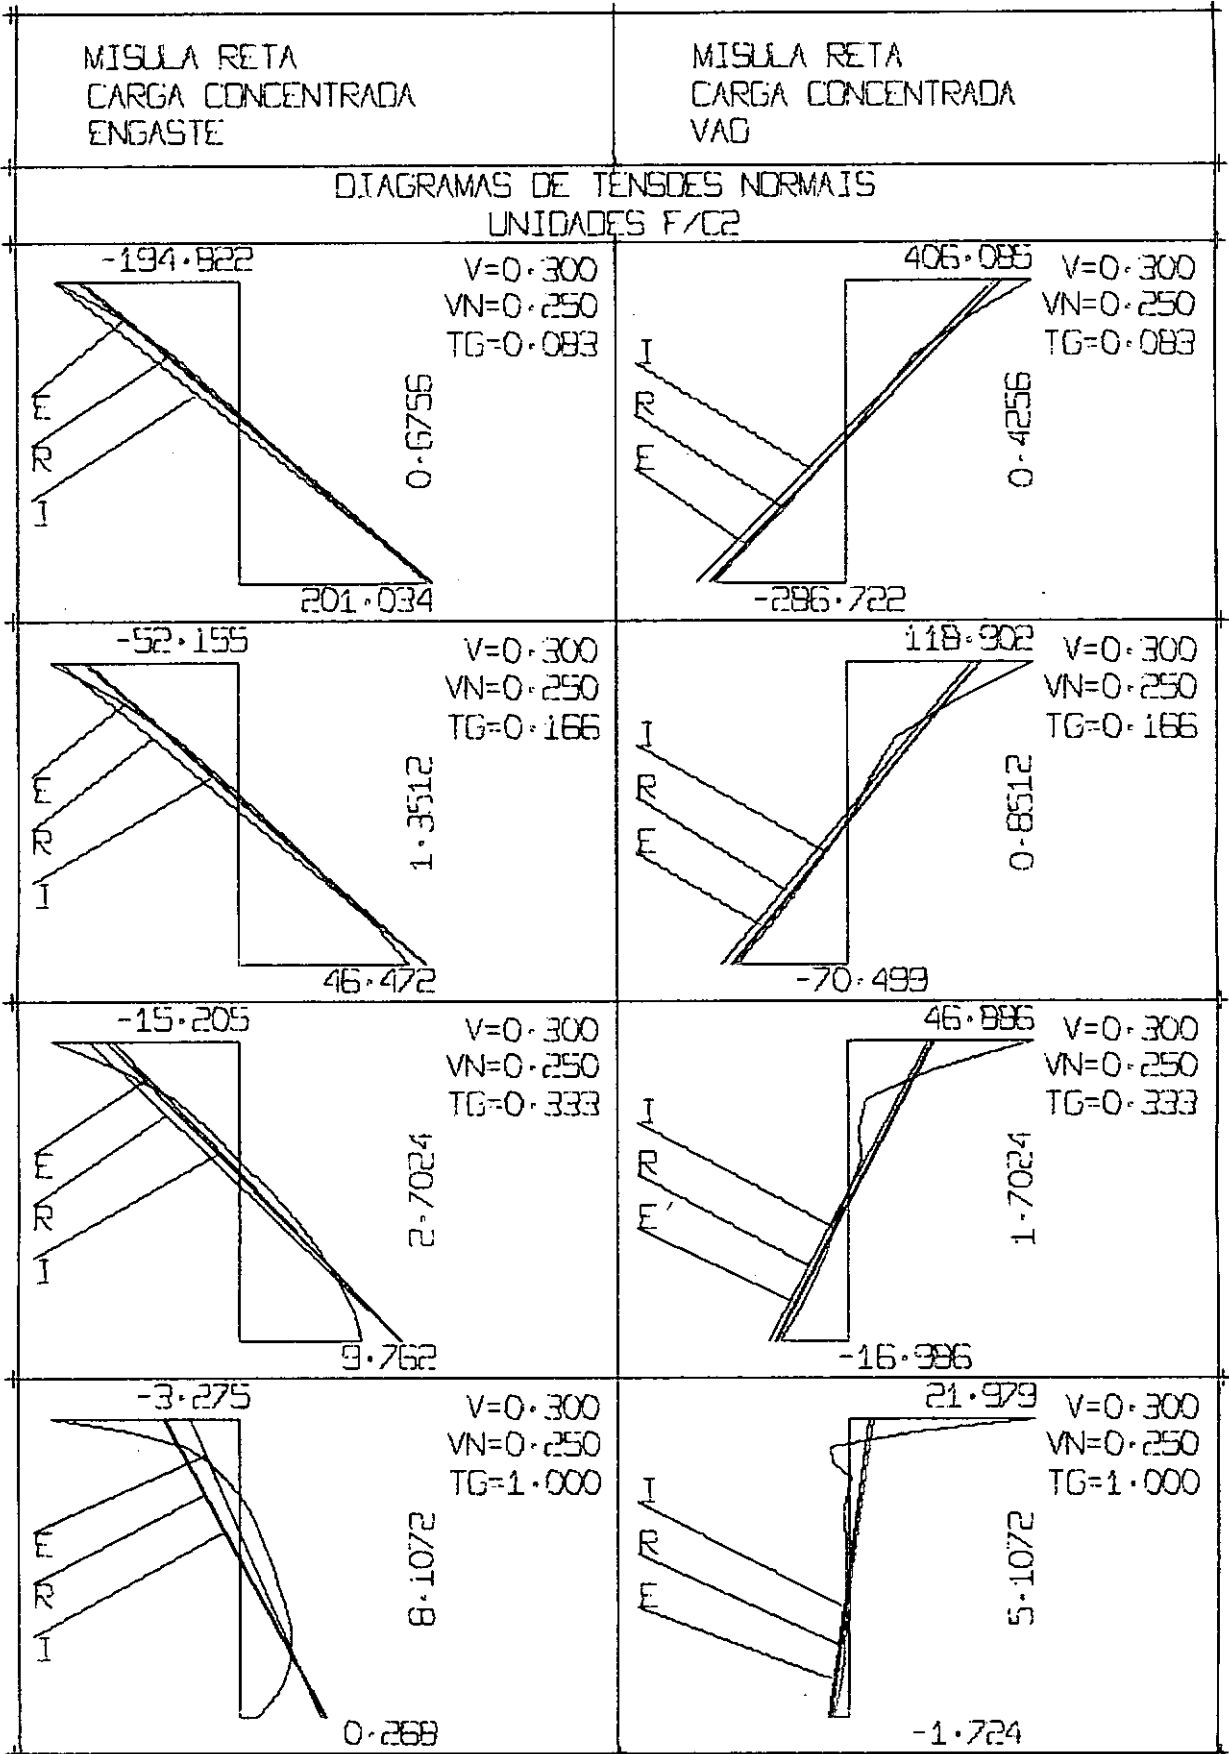 MISULA RETA
CARGA CONCENTRADA
ENGASTE
MISULA RETA
CARGA CONCENTRADA
VAO
DIAGRAMAS DE TENSOES NORMAIS
UNIDADES F/C2
-194.822
V=0.300
VN=0.250
TG=0.083
E
R
I
0.6756
201.034
406.085
V=0.300
VN=0.250
TG=0.083
I
R
E
0.4256
-286.722
-52.155
V=0.300
VN=0.250
TG=0.166
E
R
I
1.3512
46.472
118.902
V=0.300
VN=0.250
TG=0.166
I
R
E
0.8512
-70.499
-15.205
V=0.300
VN=0.250
TG=0.333
E
R
I
2.7024
9.762
46.886
V=0.300
VN=0.250
TG=0.333
I
R
E
1.7024
-16.986
-3.275
V=0.300
VN=0.250
TG=1.000
E
R
I
8.1072
0.268
21.979
V=0.300
VN=0.250
TG=1.000
I
R
E
5.1072
-1.724